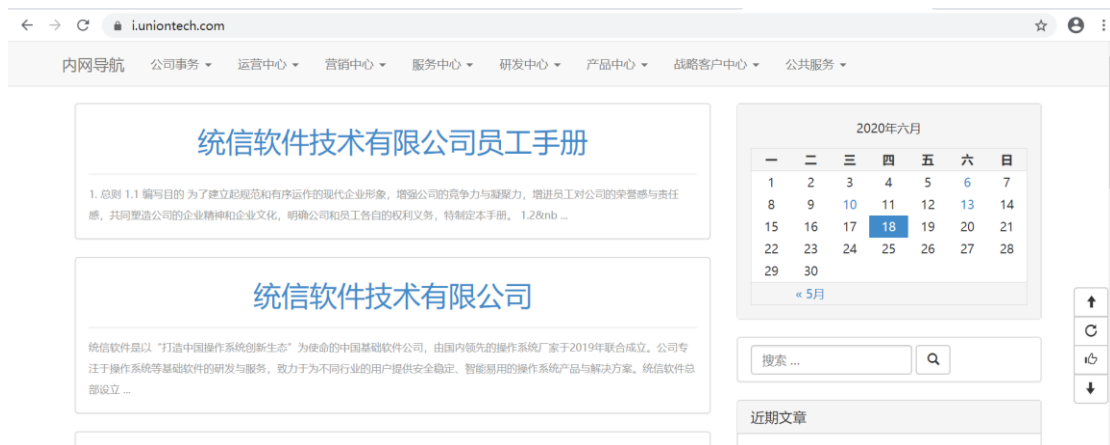 i.uniontech.com
内网导航 公司事务 运营中心 营销中心 服务中心 研发中心 产品中心 战略客户中心 公共服务
统信软件技术有限公司员工手册
1. 总则 1.1 编写目的 为了建立起规范和有序运作的现代企业形象，增强公司的竞争力与凝聚力，增进员工对公司的荣誉感与责任
感，共同塑造公司的企业精神和企业文化，明确公司和员工各自的权利义务，特制定本手册。 1.2&nb ...
统信软件技术有限公司
统信软件是以“打造中国操作系统创新生态”为使命的中国基础软件公司，由国内领先的操作系统厂家于2019年联合成立。公司专
注于操作系统等基础软件的研发与服务，致力于为不同行业的用户提供安全稳定、智能易用的操作系统产品与解决方案。统信软件总
部设立 ...
2020年六月
一 二 三 四 五 六 日
1 2 3 4 5 6 7
8 9 10 11 12 13 14
15 16 17 18 19 20 21
22 23 24 25 26 27 28
29 30
« 5月
搜索 ...
近期文章